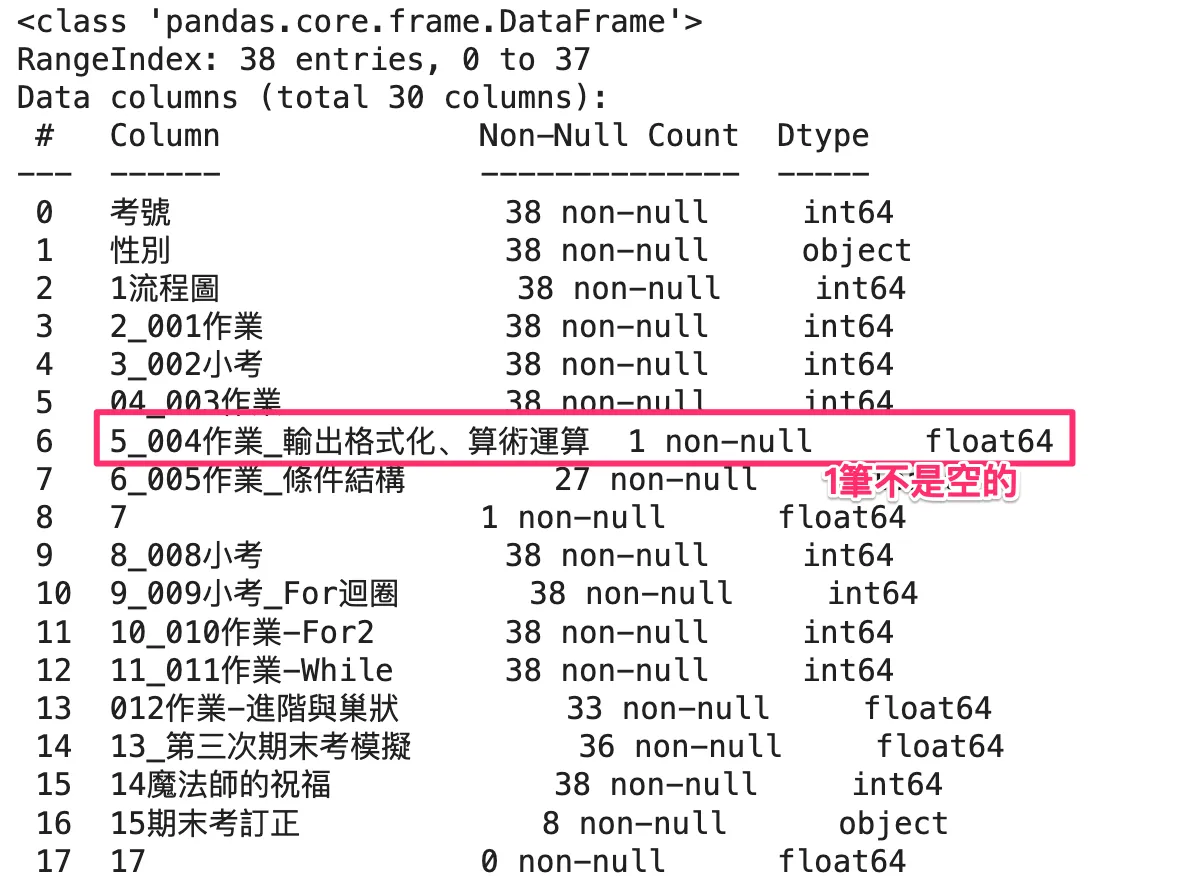 <class 'pandas.core.frame.DataFrame'>
RangeIndex: 38 entries, 0 to 37
Data columns (total 30 columns):
# Column Non-Null Count Dtype
--- ------ -------------- -----
0 考號 38 non-null int64
1 性別 38 non-null object
2 1流程圖 38 non-null int64
3 2_001作業 38 non-null int64
4 3_002小考 38 non-null int64
5 04_003作業 38 non-null int64
6 5_004作業_輸出格式化、算術運算 1 non-null float64
7 6_005作業_條件結構 27 non-null
1筆不是空的
8 7 1 non-null float64
9 8_008小考 38 non-null int64
10 9_009小考_For迴圈 38 non-null int64
11 10_010作業-For2 38 non-null int64
12 11_011作業-While 38 non-null int64
13 012作業-進階與巢狀 33 non-null float64
14 13_第三次期末考模擬 36 non-null float64
15 14魔法師的祝福 38 non-null int64
16 15期末考訂正 8 non-null object
17 17 0 non-null float64